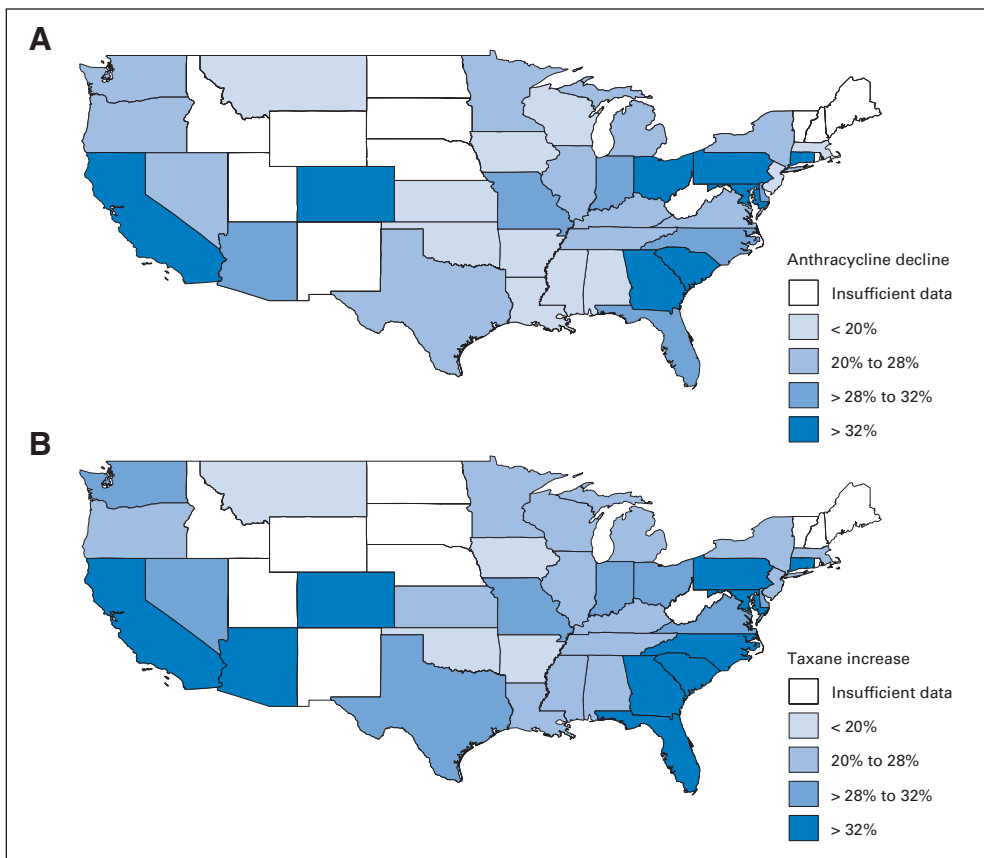 A
Anthracycline decline
Insufficient data
< 20%
20% to 28%
> 28% to 32%
> 32%
B
Taxane increase
Insufficient data
< 20%
20% to 28%
> 28% to 32%
> 32%